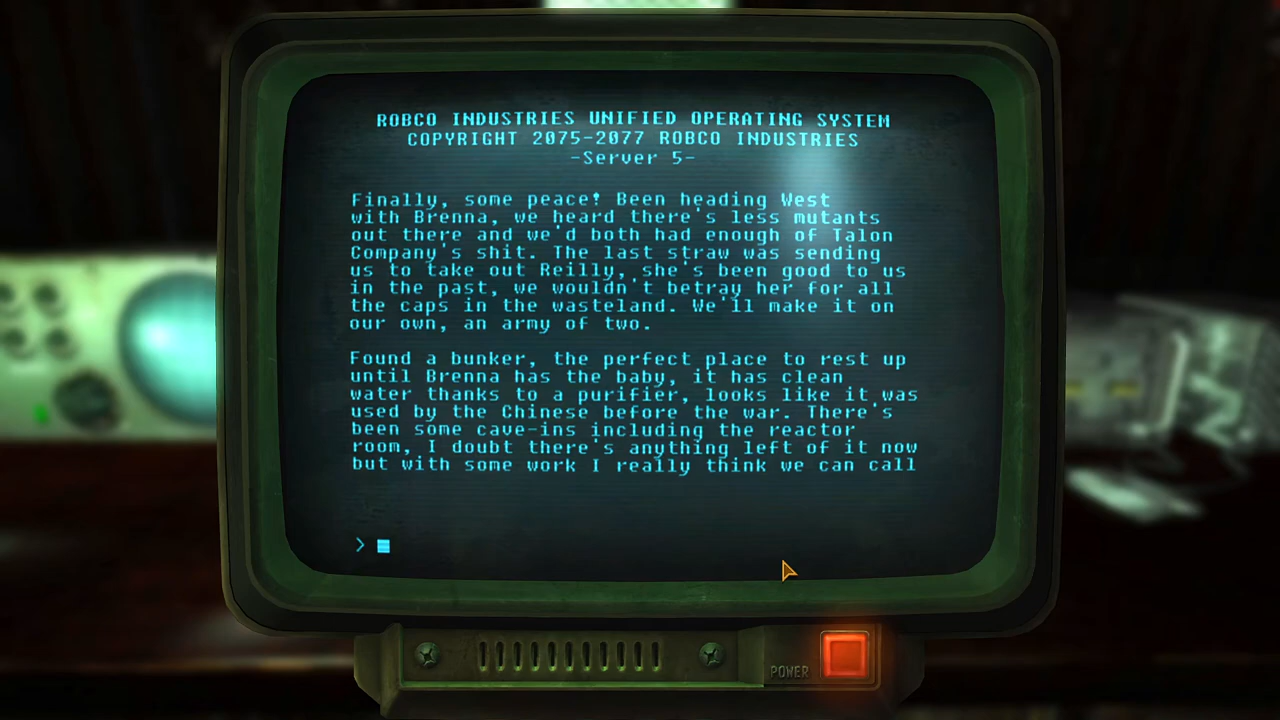 ROBCO INDUSTRIES UNIFIED OPERATING SYSTEM
COPYRIGHT 2075-2077 ROBCO INDUSTRIES
-Server 5-
Finally, some peace! Been heading West
with Brenna, we heard there's less mutants
out there and we'd both had enough of Talon
Company's shit. The last straw was sending
us to take out Reilly, she's been good to us
in the past, we wouldn't betray her for all
the caps in the wasteland. We'll make it on
our own, an army of two.
Found a bunker, the perfect place to rest up
until Brenna has the baby, it has clean
water thanks to a purifier, looks like it was
used by the Chinese before the war. There's
been some cave-ins including the reactor
room, I doubt there's anything left of it now
but with some work I really think we can call
>
POWER